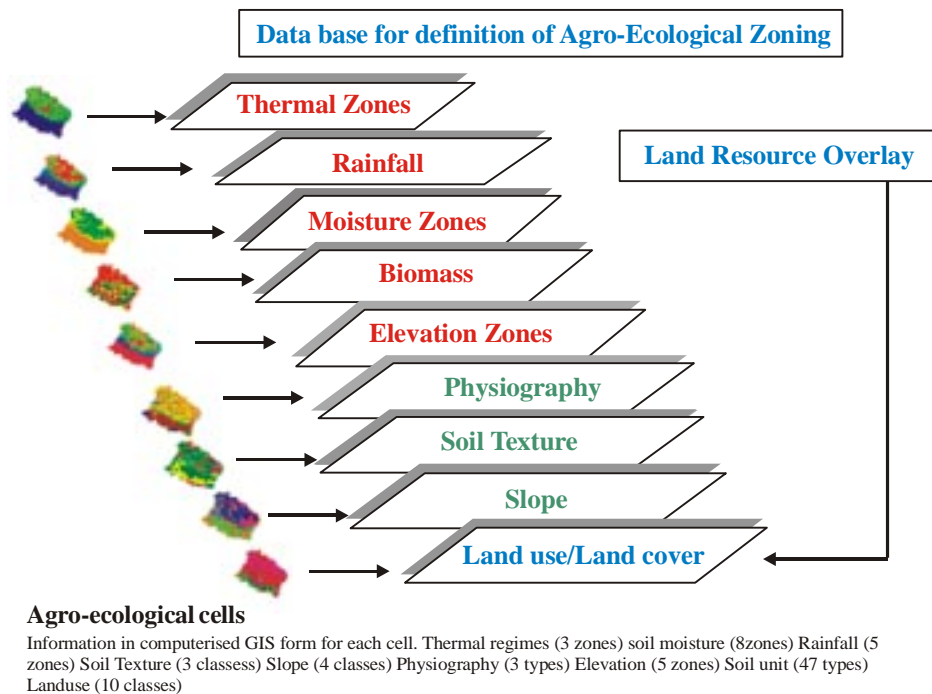 Data base for definition of Agro-Ecological Zoning
Thermal Zones
Rainfall
Land Resource Overlay
Moisture Zones
Biomass
Elevation Zones
Physiography
Soil Texture
Slope
Land use/Land cover
Agro-ecological cells
Information in computerised GIS form for each cell. Thermal regimes (3 zones) soil moisture (8zones) Rainfall (5
zones) Soil Texture (3 classess) Slope (4 classes) Physiography (3 types) Elevation (5 zones) Soil unit (47 types)
Landuse (10 classes)